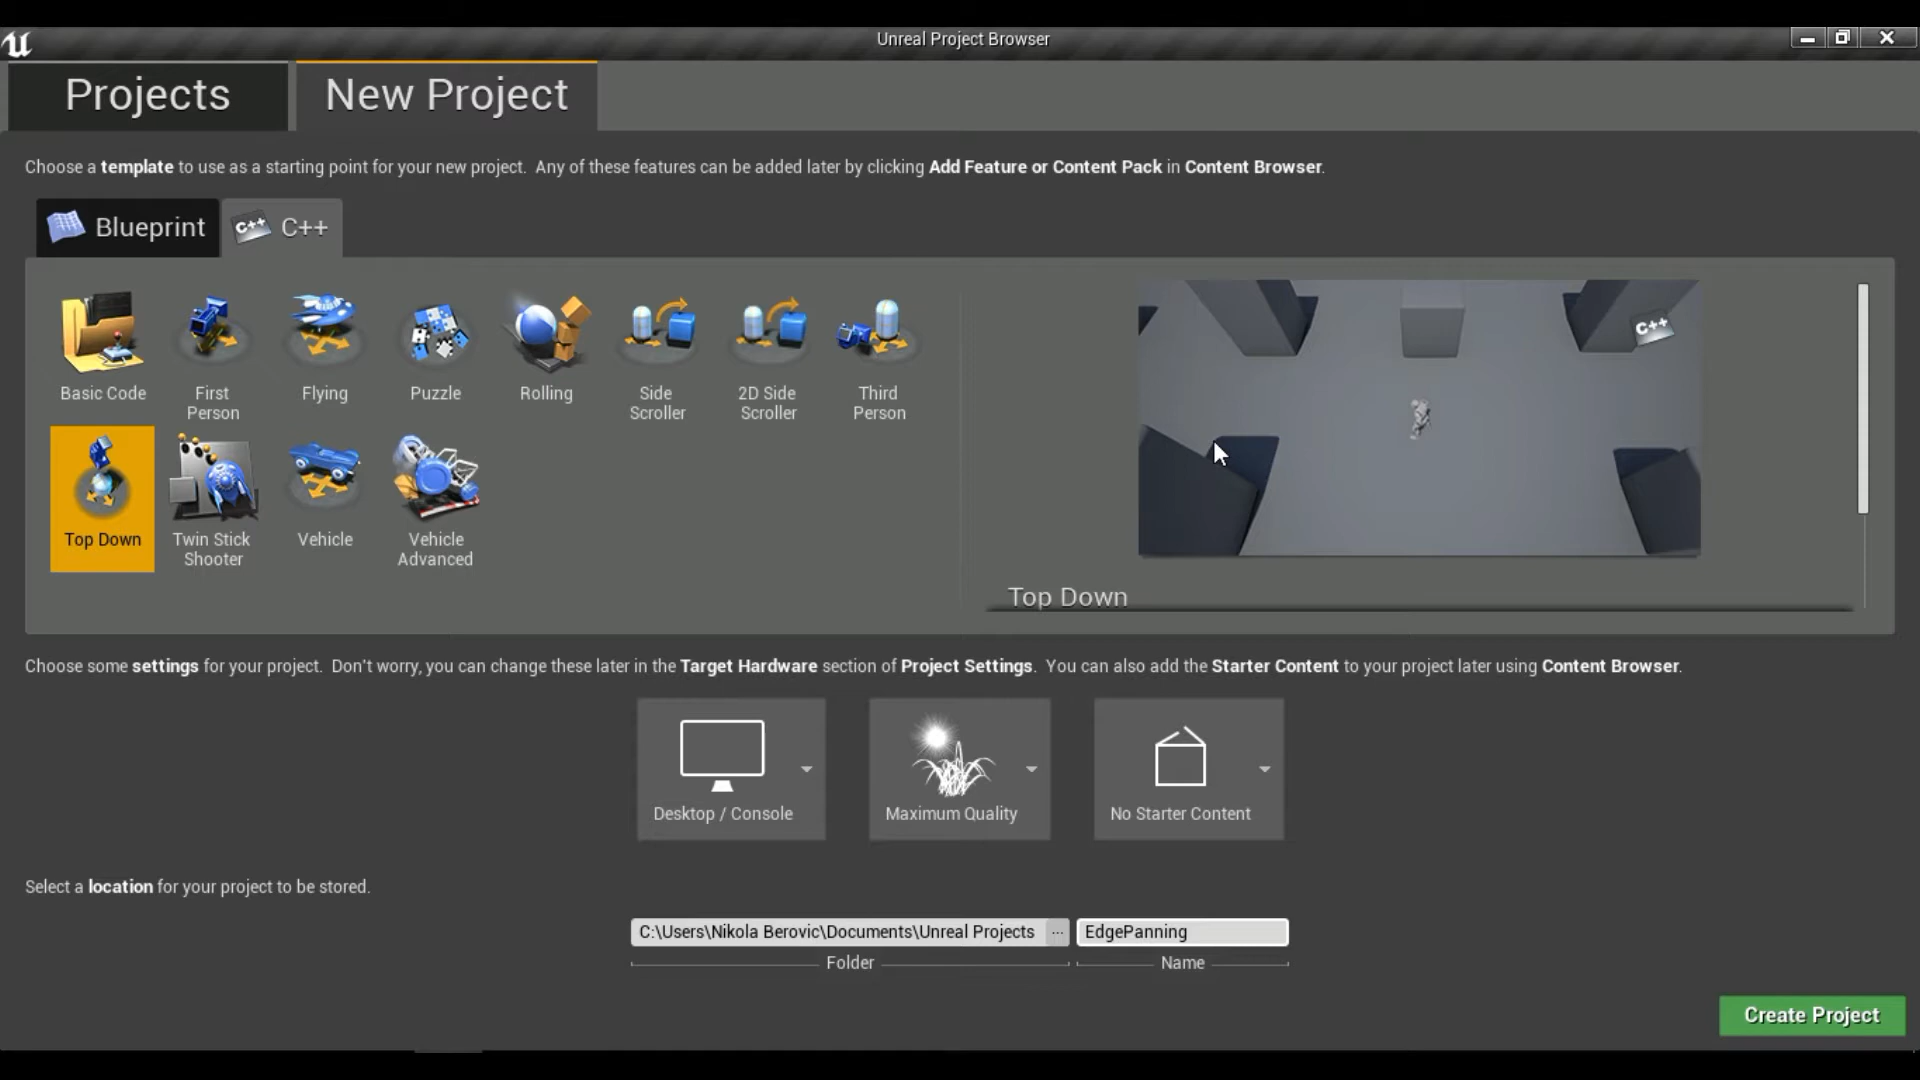 Unreal Project Browser
Projects
New Project
Choose a template to use as a starting point for your new project. Any of these features can be added later by clicking Add Feature or Content Pack in Content Browser.
Blueprint
C++
C++
Basic Code
First
Person
Flying
Puzzle
Rolling
Side
Scroller
2D Side
Scroller
Third
Person
C++
Top Down
Twin Stick
Shooter
Vehicle
Vehicle
Advanced
Top Down
Choose some settings for your project. Don't worry, you can change these later in the Target Hardware section of Project Settings. You can also add the Starter Content to your project later using Content Browser.
Desktop / Console
Maximum Quality
No Starter Content
Select a location for your project to be stored.
C:\Users\Nikola Berovic\Documents\Unreal Projects
...
EdgePanning
Folder
Name
Create Project